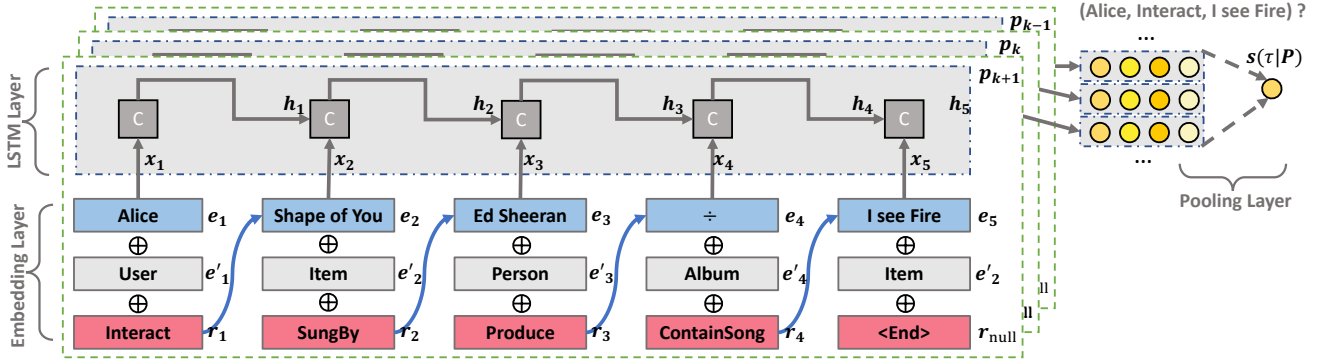 (Alice, Interact, I see Fire) ?
p_{k-1}
p_k
p_{k+1}
...
s(τ|P)
...
Pooling Layer
LSTM Layer
h_1 h_2 h_3 h_4 h_5
C C C C C
x_1 x_2 x_3 x_4 x_5
Embedding Layer
Alice e_1 Shape of You e_2 Ed Sheeran e_3 ÷ e_4 I see Fire e_5
⊕ ⊕ ⊕ ⊕ ⊕
User e'_1 Item e'_2 Person e'_3 Album e'_4 Item e'_2
⊕ ⊕ ⊕ ⊕ ⊕
Interact r_1 SungBy r_2 Produce r_3 ContainSong r_4 <End> r_null
ll
ll